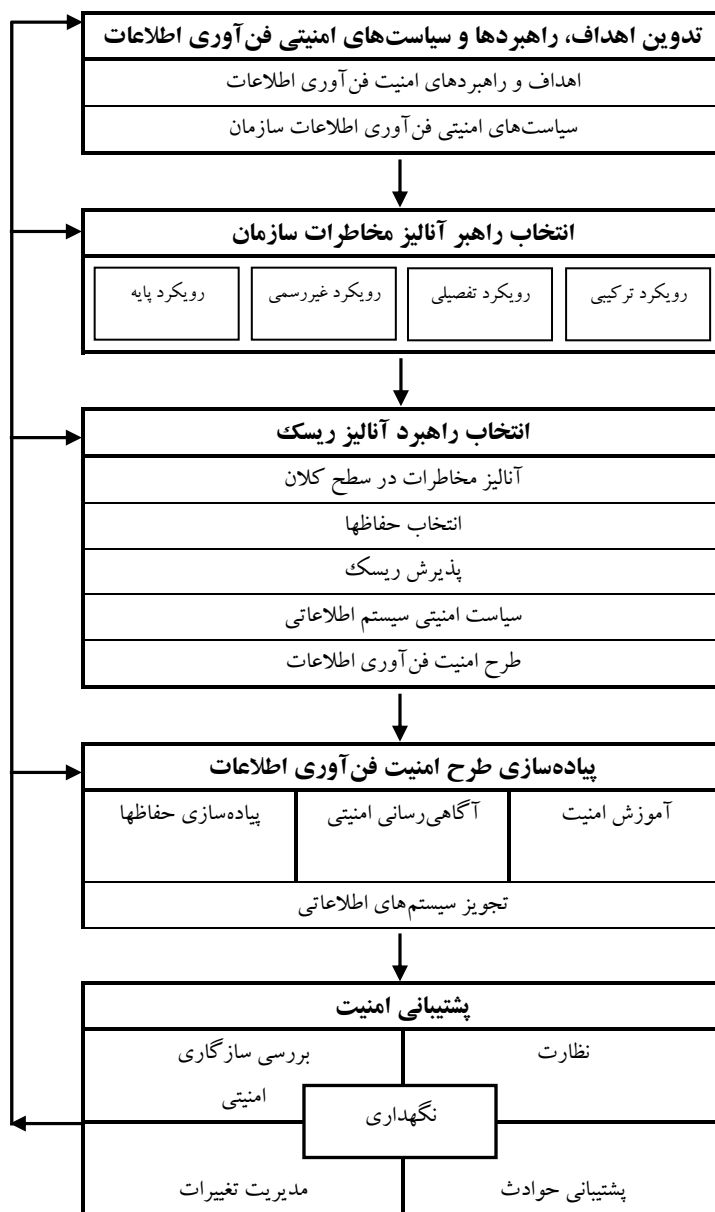 تدوین اهداف، راهبردها و سیاست‌های امنیتی فن‌آوری اطلاعات
اهداف و راهبردهای امنیت فن‌آوری اطلاعات
سیاست‌های امنیتی فن‌آوری اطلاعات سازمان
انتخاب راهبر آنالیز مخاطرات سازمان
رویکرد ترکیبی
رویکرد تفصیلی
رویکرد غیررسمی
رویکرد پایه
انتخاب راهبرد آنالیز ریسک
آنالیز مخاطرات در سطح کلان
انتخاب حفاظها
پذیرش ریسک
سیاست امنیتی سیستم اطلاعاتی
طرح امنیت فن‌آوری اطلاعات
پیاده‌سازی طرح امنیت فن‌آوری اطلاعات
آموزش امنیت
آگاهی‌رسانی امنیتی
پیاده‌سازی حفاظها
تجویز سیستم‌های اطلاعاتی
پشتیبانی امنیت
نظارت
بررسی سازگاری
امنیتی
نگهداری
پشتیبانی حوادث
مدیریت تغییرات